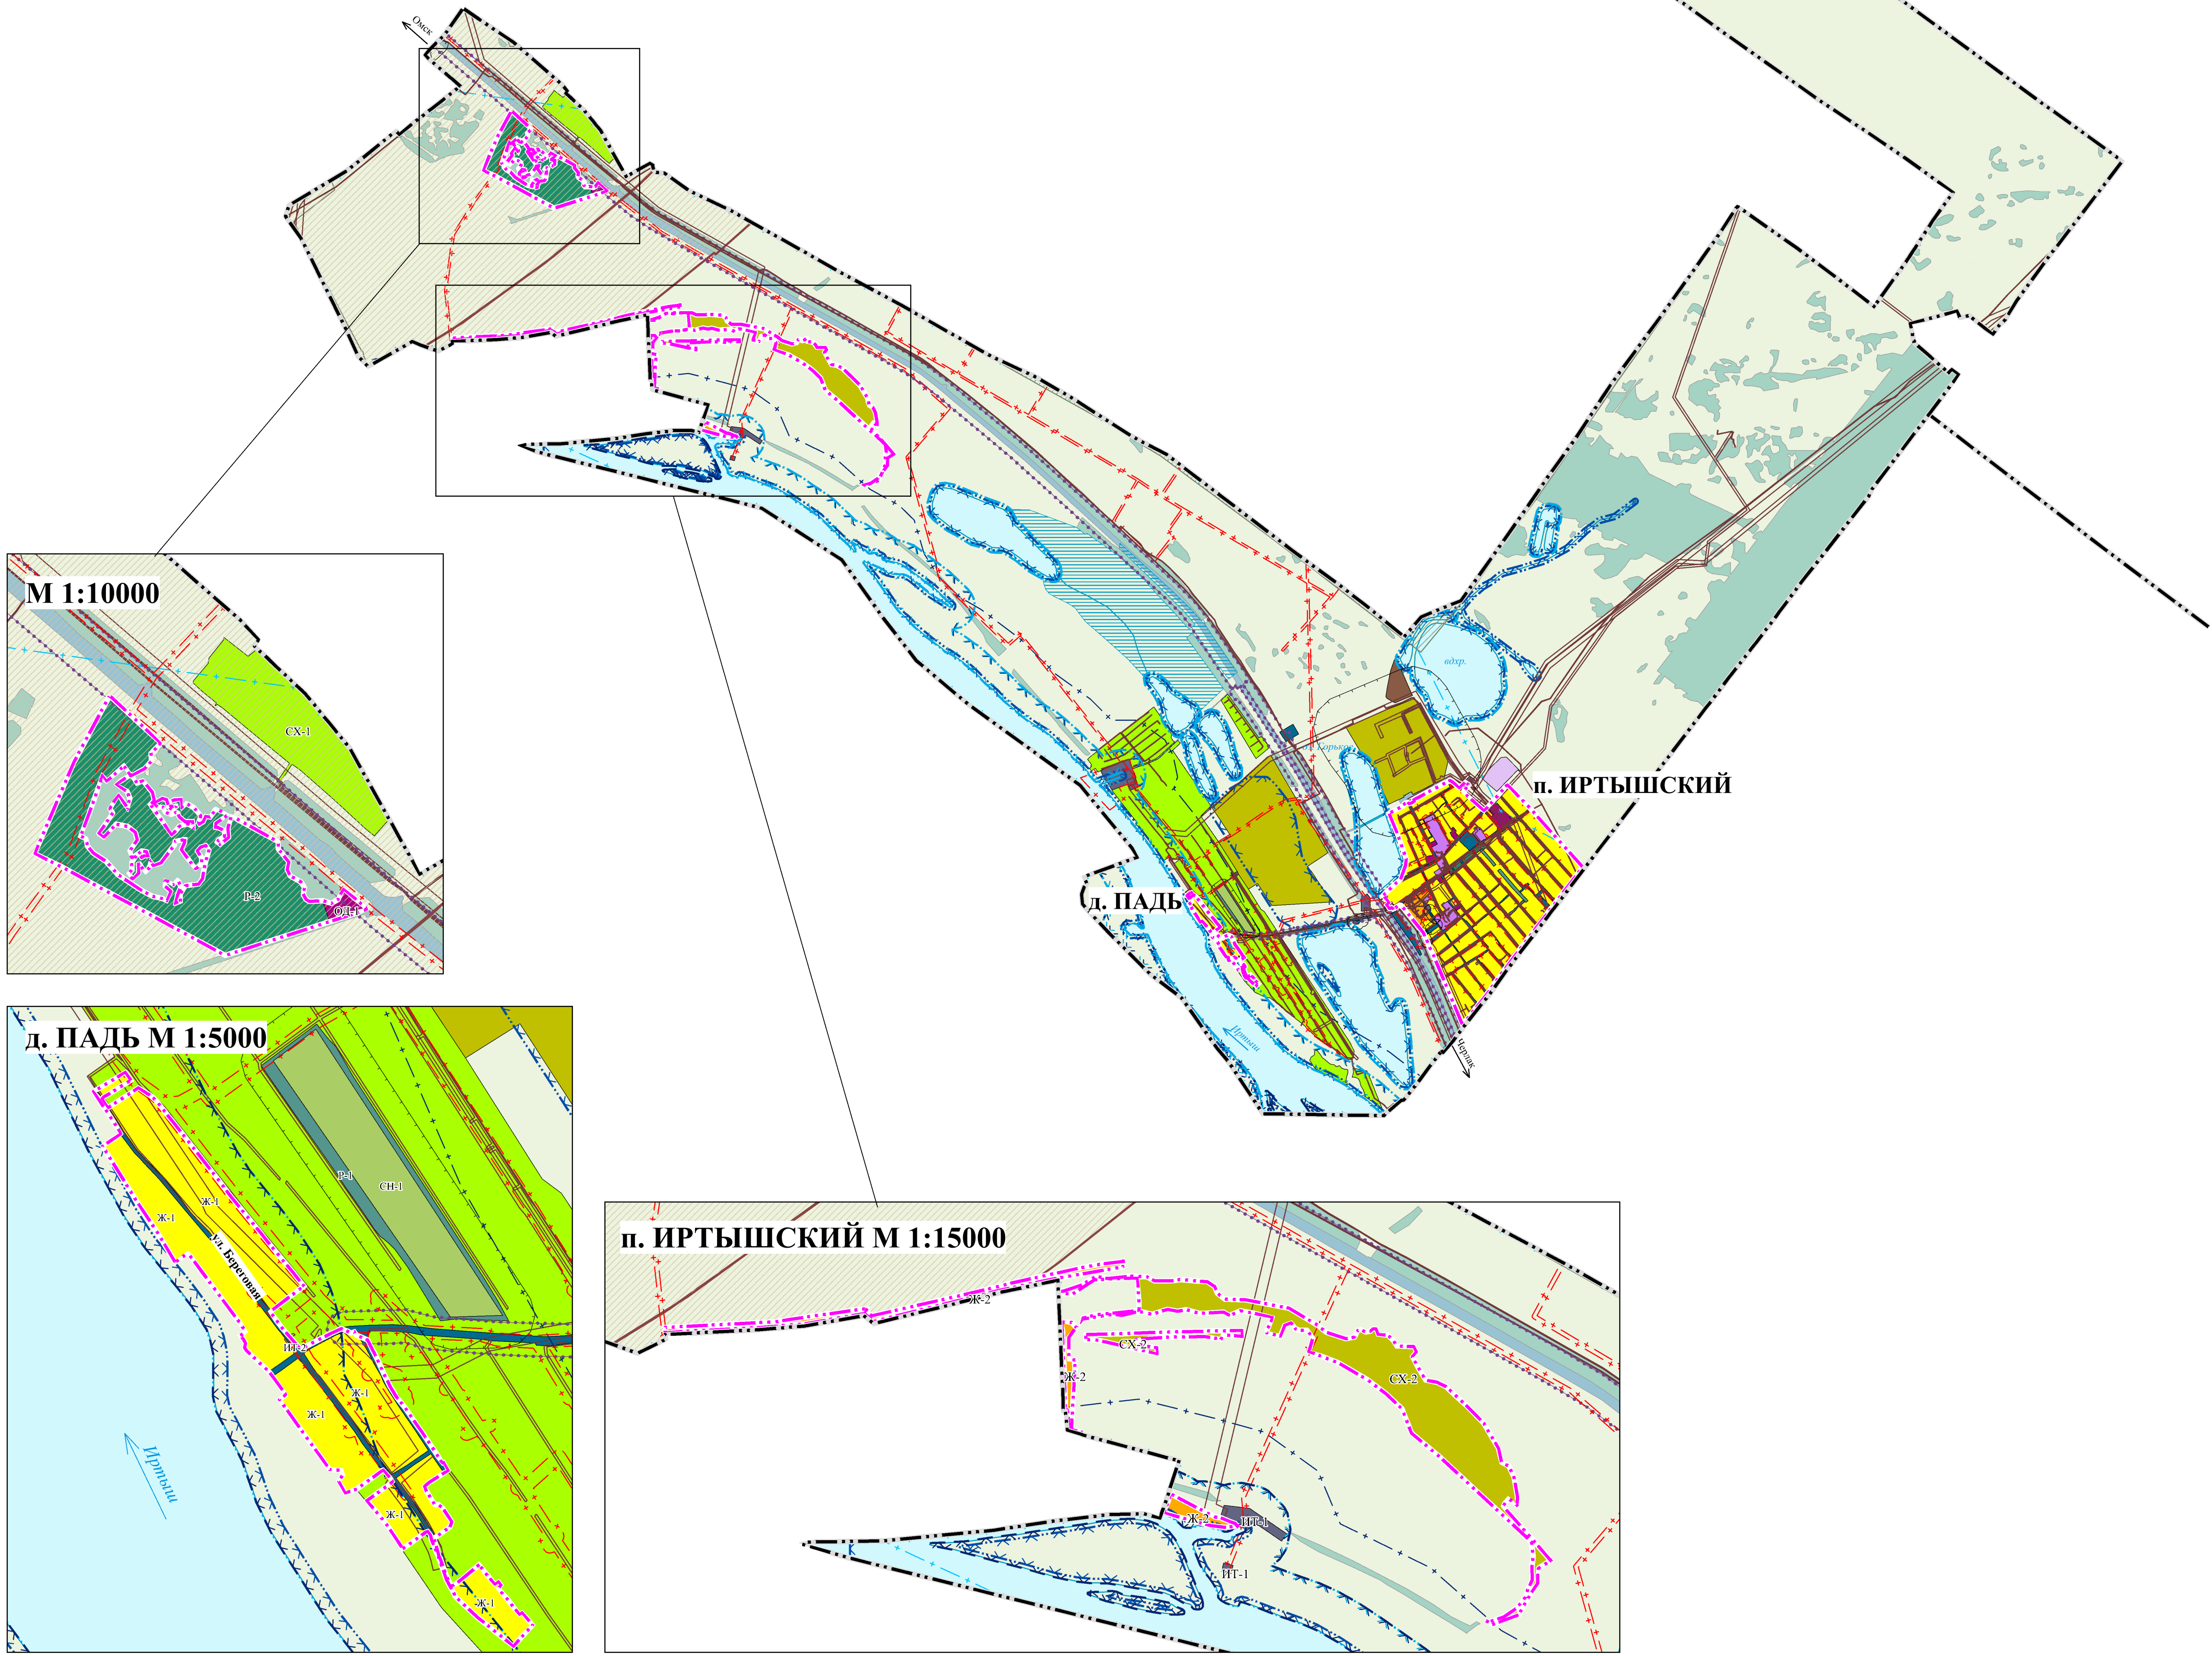 Омск
вдхр.
оз. Горькое
п. ИРТЫШСКИЙ
д. ПАДЬ
Иртыш
Черлак
М 1:10000
СХ-1
Р-2
ОД-1
д. ПАДЬ М 1:5000
Р-1
СН-1
Ж-1
Ж-1
ул. Береговая
ИТ-2
Ж-1
Ж-1
Ж-1
Ж-1
Иртыш
п. ИРТЫШСКИЙ М 1:15000
Ж-2
СХ-2
Ж-2
СХ-2
Ж-2
ИТ-1
ИТ-1